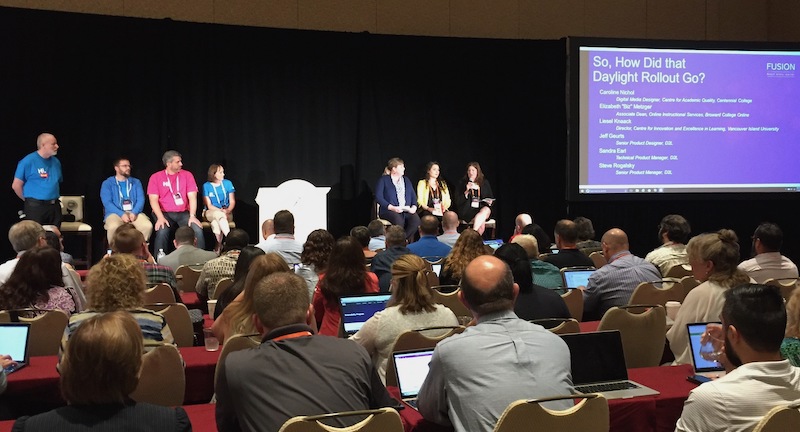 So, How Did that
Daylight Rollout Go?
FUSION
Caroline Nichol
Digital Media Designer, Centre for Academic Quality, Centennial College
Elizabeth "Biz" Metzger
Associate Dean, Online Instructional Services, Broward College Online
Liesel Knaack
Director, Centre for Innovation and Excellence in Learning, Vancouver Island University
Jeff Geurts
Senior Product Designer, D2L
Sandra Earl
Technical Product Manager, D2L
Steve Rogalsky
Senior Product Manager, D2L